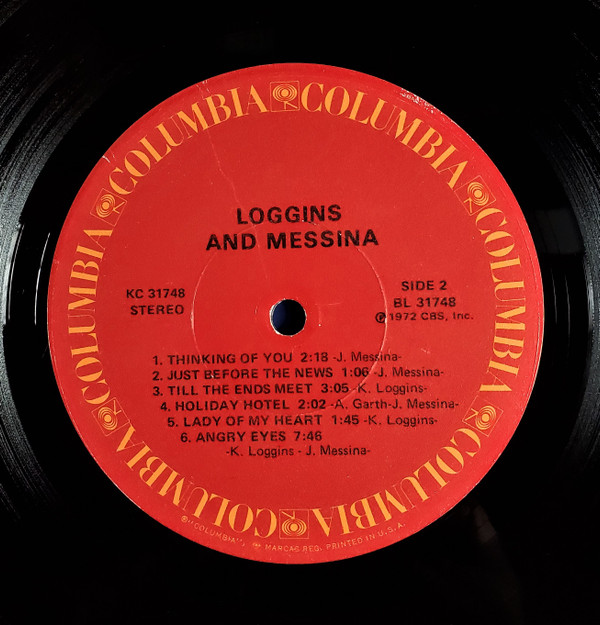 COLUMBIA COLUMBIA COLUMBIA COLUMBIA COLUMBIA COLUMBIA
LOGGINS
AND MESSINA
KC 31748
STEREO
SIDE 2
BL 31748
Ⓟ 1972 CBS, Inc.
1. THINKING OF YOU 2:18 -J. Messina-
2. JUST BEFORE THE NEWS 1:06 -J. Messina-
3. TILL THE ENDS MEET 3:05 -K. Loggins-
4. HOLIDAY HOTEL 2:02 -A. Garth-J. Messina-
5. LADY OF MY HEART 1:45 -K. Loggins-
6. ANGRY EYES 7:46
-K. Loggins - J. Messina-
® "COLUMBIA", MARCAS REG. PRINTED IN U.S.A.